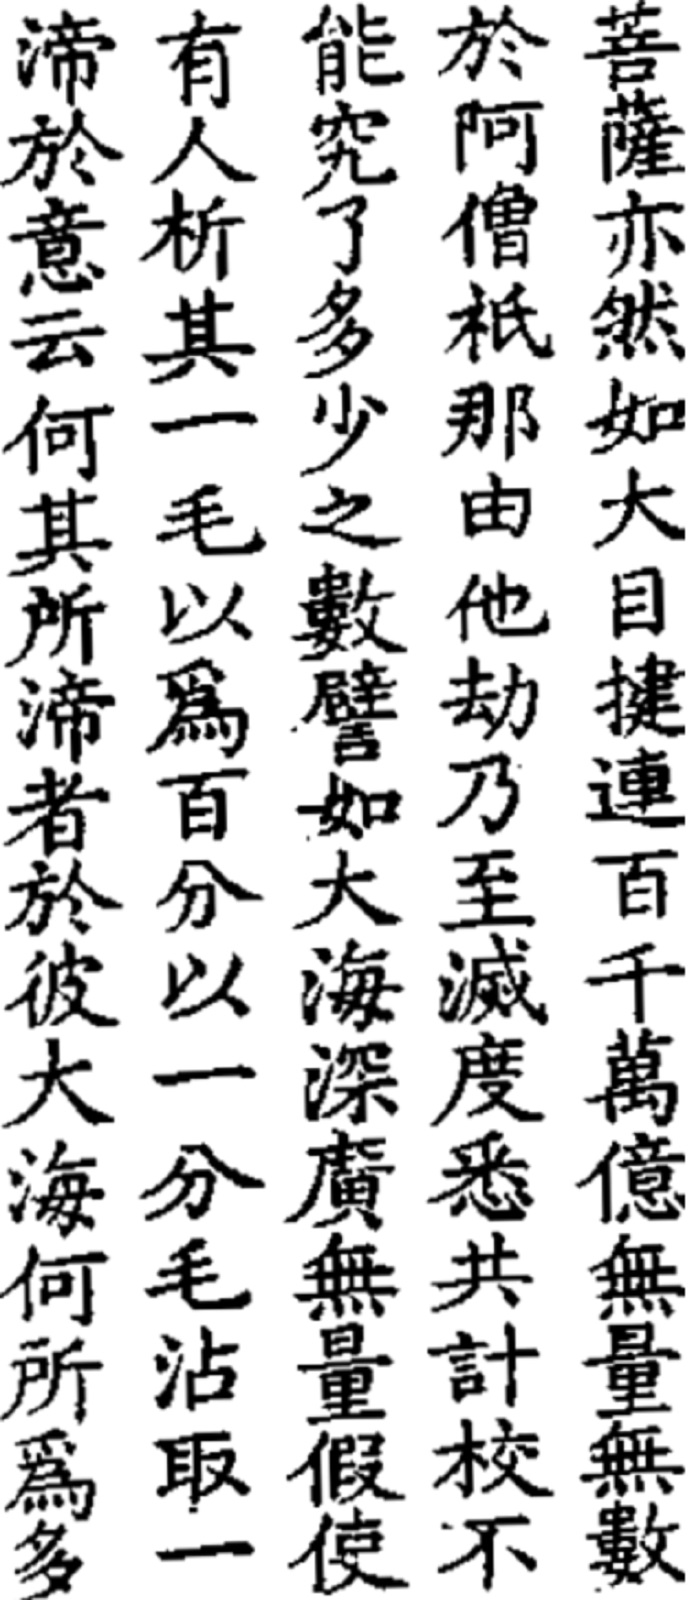 菩薩亦然如大目揵連百千萬億無量無數
於阿僧祇那由他劫乃至滅度悉共計校不
能究了多少之數譬如大海深廣無量假使
有人析其一毛以爲百分以一分毛沾取一
渧於意云何其所渧者於彼大海何所爲多